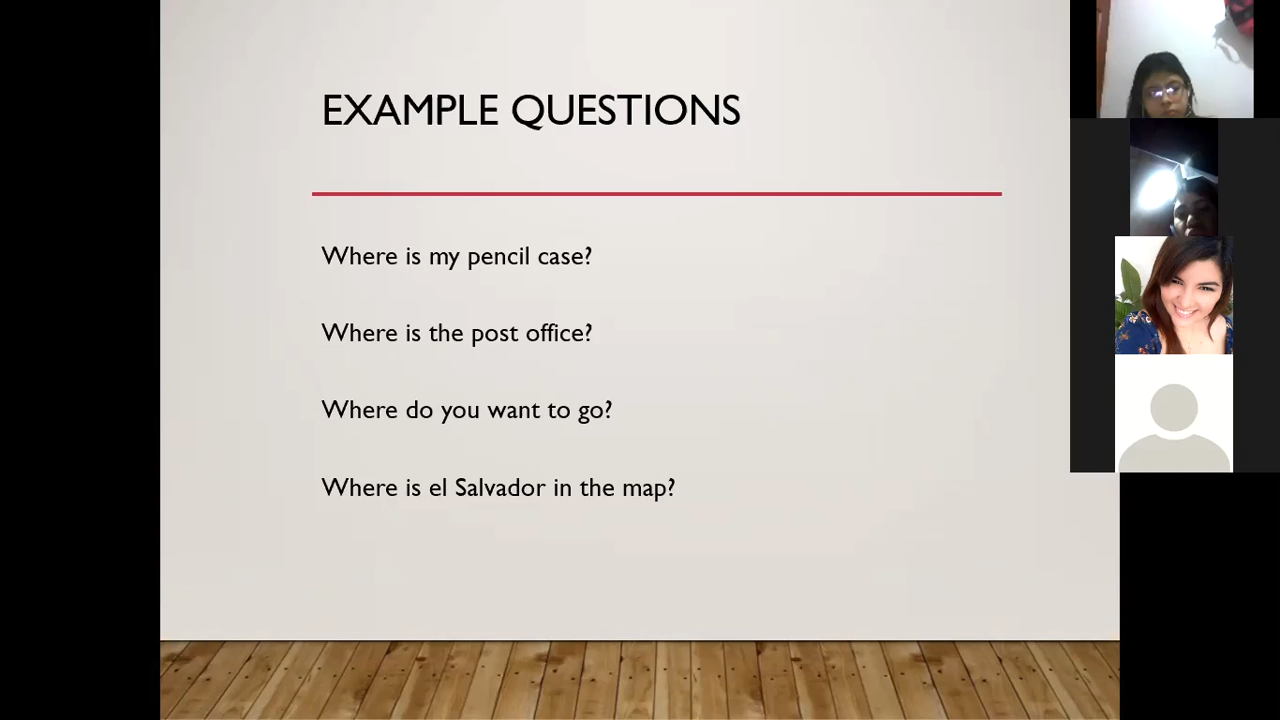 EXAMPLE QUESTIONS
Where is my pencil case?
Where is the post office?
Where do you want to go?
Where is el Salvador in the map?